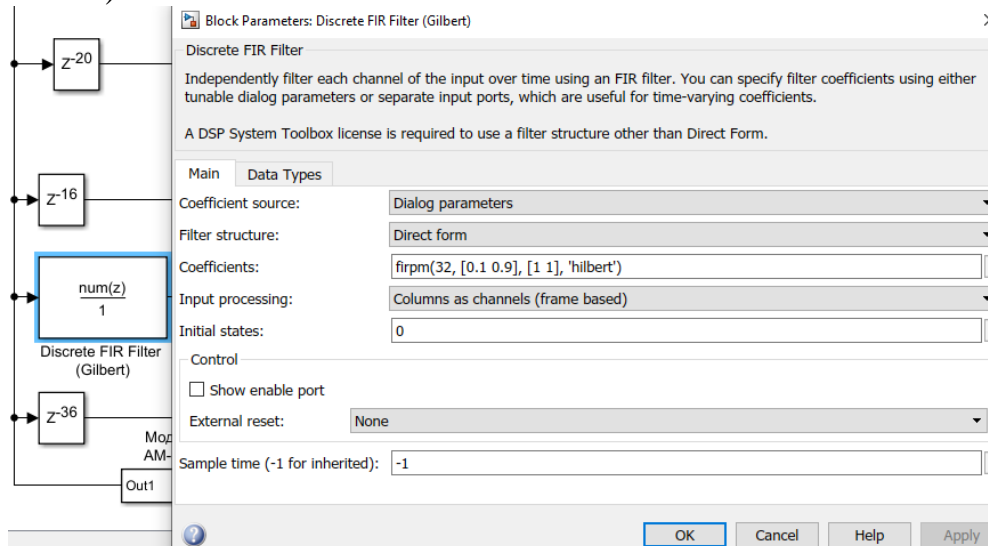 Z-20
Z-16
num(z)
1
Discrete FIR Filter
(Gilbert)
Z-36
Мод
АМ-
Out1
Block Parameters: Discrete FIR Filter (Gilbert)
Discrete FIR Filter
Independently filter each channel of the input over time using an FIR filter. You can specify filter coefficients using either
tunable dialog parameters or separate input ports, which are useful for time-varying coefficients.
A DSP System Toolbox license is required to use a filter structure other than Direct Form.
Main Data Types
Coefficient source: Dialog parameters
Filter structure: Direct form
Coefficients: firpm(32, [0.1 0.9], [1 1], 'hilbert')
Input processing: Columns as channels (frame based)
Initial states: 0
Control
Show enable port
External reset: None
Sample time (-1 for inherited): -1
OK Cancel Help Apply